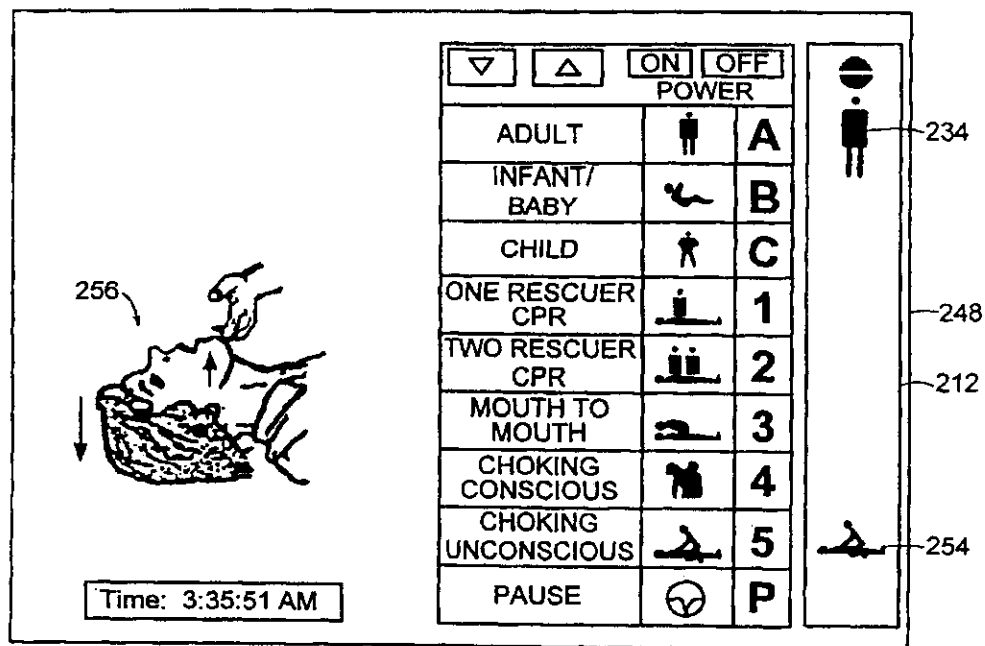 ON OFF
POWER
ADULT A
INFANT/
BABY B
CHILD C
ONE RESCUER
CPR 1
TWO RESCUER
CPR 2
MOUTH TO
MOUTH 3
CHOKING
CONSCIOUS 4
CHOKING
UNCONSCIOUS 5
PAUSE P
234
248
212
254
256
Time: 3:35:51 AM